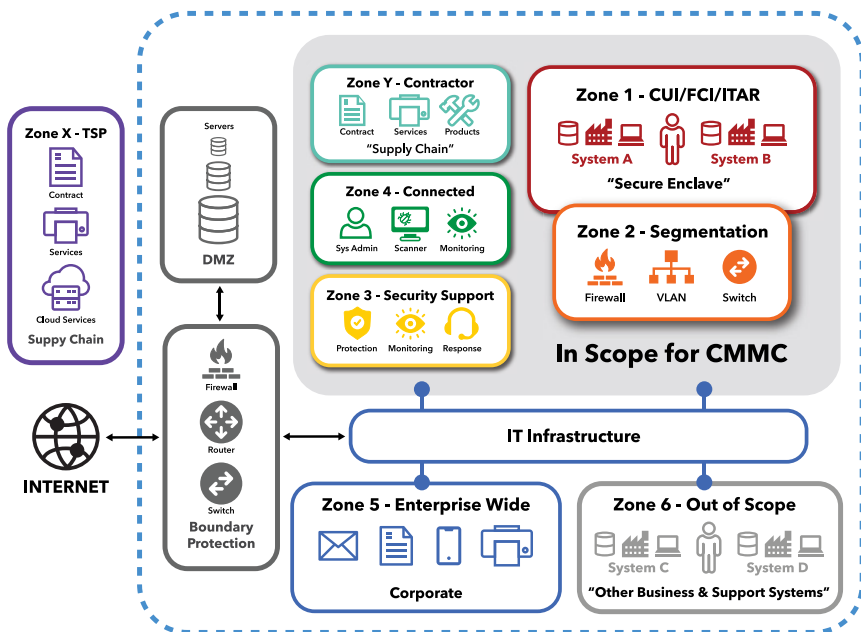 Zone X - TSP
Contract
Services
Cloud Services
Suppy Chain
INTERNET
Servers
DMZ
Firewall
Router
Switch
Boundary
Protection
Zone Y - Contractor
Contract
Services
Products
“Supply Chain”
Zone 4 - Connected
Sys Admin
Scanner
Monitoring
Zone 3 - Security Support
Protection
Monitoring
Response
Zone 1 - CUI/FCI/ITAR
System A
System B
“Secure Enclave”
Zone 2 - Segmentation
Firewall
VLAN
Switch
In Scope for CMMC
IT Infrastructure
Zone 5 - Enterprise Wide
Corporate
Zone 6 - Out of Scope
System C
System D
“Other Business & Support Systems”